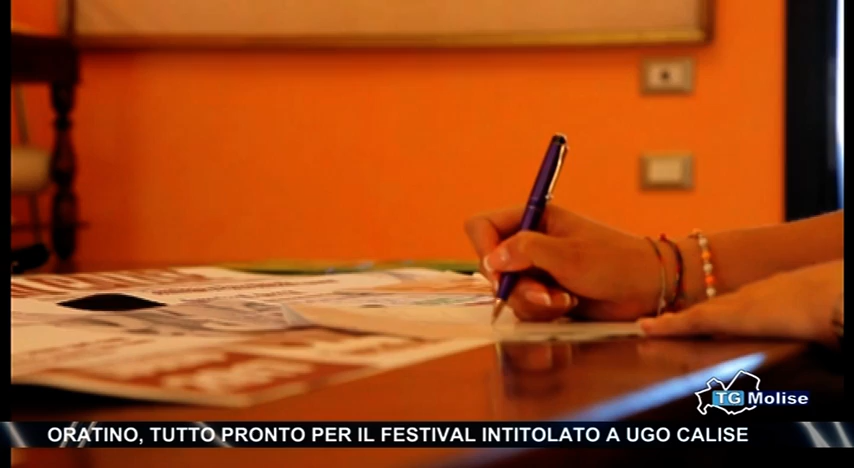 TG Molise
ORATINO, TUTTO PRONTO PER IL FESTIVAL INTITOLATO A UGO CALISE